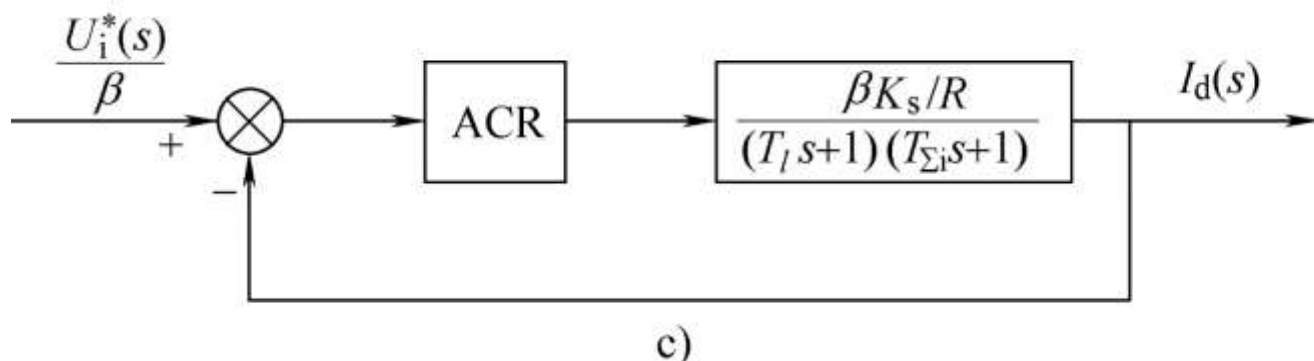 U_i^*(s)/β
+
−
ACR
βK_s/R
(T_l s+1)(T_Σi s+1)
I_d(s)
c)